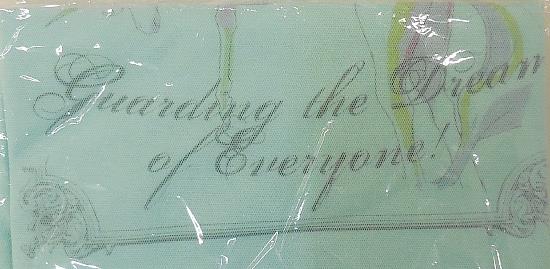 Guarding the Dream
of Everyone!